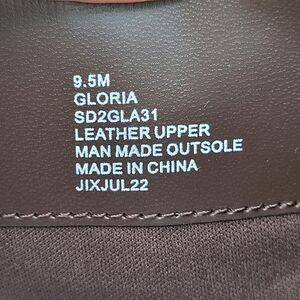 9.5M
GLORIA
SD2GLA31
LEATHER UPPER
MAN MADE OUTSOLE
MADE IN CHINA
JIXJUL22